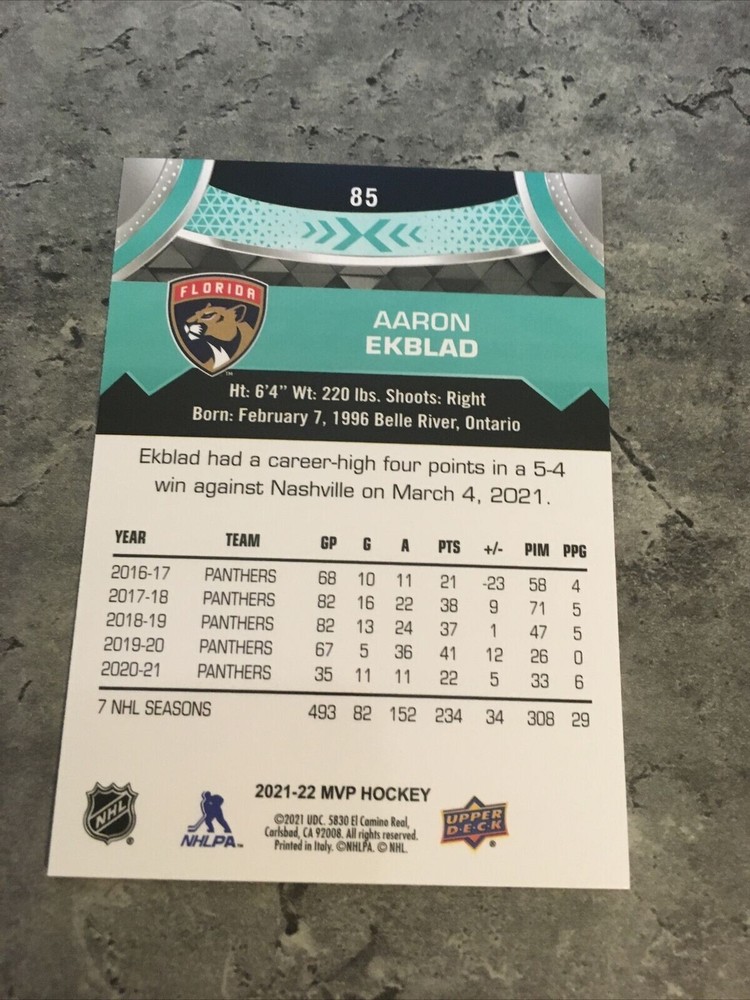 85
FLORIDA
TM
AARON
EKBLAD
Ht: 6'4" Wt: 220 lbs. Shoots: Right
Born: February 7, 1996 Belle River, Ontario
Ekblad had a career-high four points in a 5-4
win against Nashville on March 4, 2021.
YEAR TEAM GP G A PTS +/- PIM PPG
2016-17 PANTHERS 68 10 11 21 -23 58 4
2017-18 PANTHERS 82 16 22 38 9 71 5
2018-19 PANTHERS 82 13 24 37 1 47 5
2019-20 PANTHERS 67 5 36 41 12 26 0
2020-21 PANTHERS 35 11 11 22 5 33 6
7 NHL SEASONS 493 82 152 234 34 308 29
2021-22 MVP HOCKEY
©2021 UDC. 5830 El Camino Real,
Carlsbad, CA 92008. All rights reserved.
Printed in Italy. ©NHLPA. © NHL.
NHL ®
NHLPA™
UPPER
DECK ®